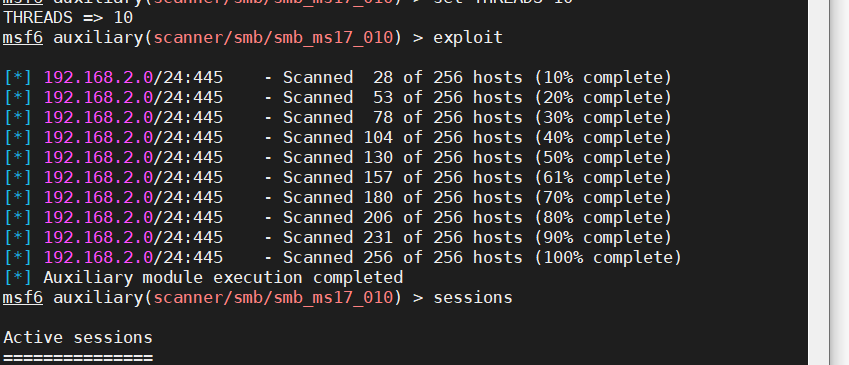 msf6 auxiliary(scanner/smb/smb_ms17_010) > set THREADS 10
THREADS => 10
msf6 auxiliary(scanner/smb/smb_ms17_010) > exploit
[*] 192.168.2.0/24:445    - Scanned  28 of 256 hosts (10% complete)
[*] 192.168.2.0/24:445    - Scanned  53 of 256 hosts (20% complete)
[*] 192.168.2.0/24:445    - Scanned  78 of 256 hosts (30% complete)
[*] 192.168.2.0/24:445    - Scanned 104 of 256 hosts (40% complete)
[*] 192.168.2.0/24:445    - Scanned 130 of 256 hosts (50% complete)
[*] 192.168.2.0/24:445    - Scanned 157 of 256 hosts (61% complete)
[*] 192.168.2.0/24:445    - Scanned 180 of 256 hosts (70% complete)
[*] 192.168.2.0/24:445    - Scanned 206 of 256 hosts (80% complete)
[*] 192.168.2.0/24:445    - Scanned 231 of 256 hosts (90% complete)
[*] 192.168.2.0/24:445    - Scanned 256 of 256 hosts (100% complete)
[*] Auxiliary module execution completed
msf6 auxiliary(scanner/smb/smb_ms17_010) > sessions
Active sessions
===============